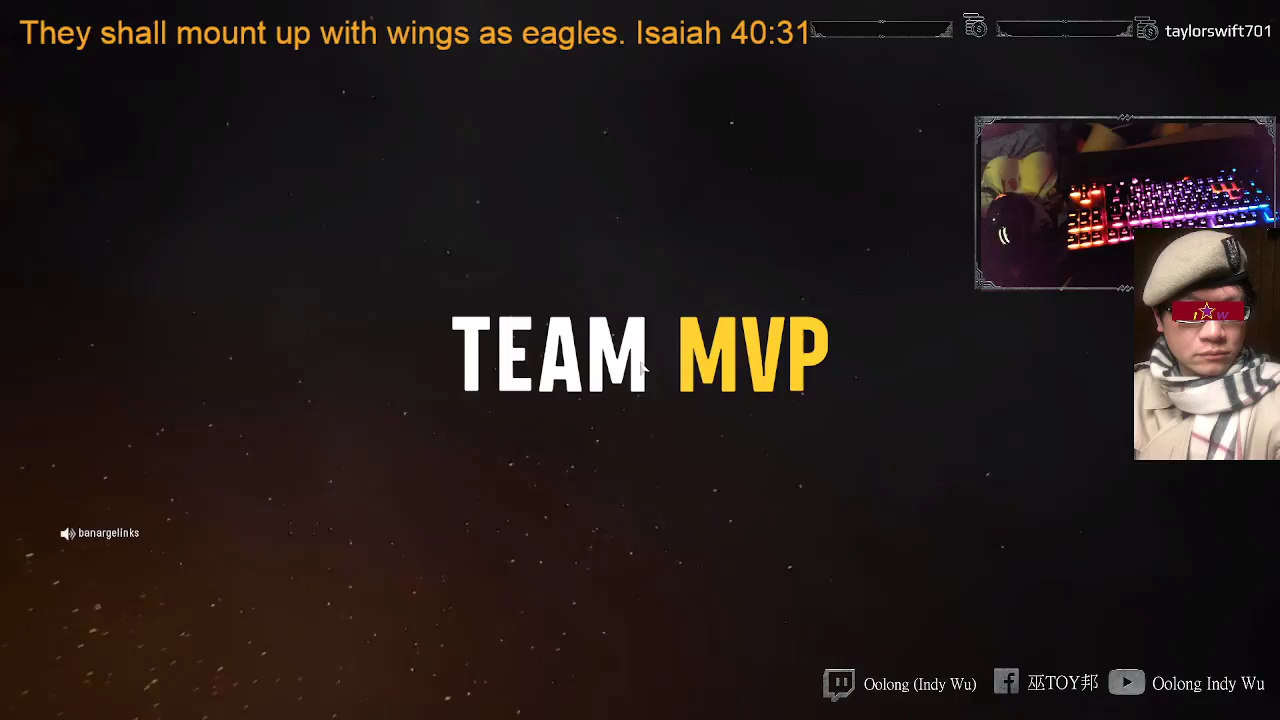 They shall mount up with wings as eagles. Isaiah 40:31
taylorswift701
TEAM MVP
banargelinks
Oolong (Indy Wu)
巫TOY邦
Oolong Indy Wu